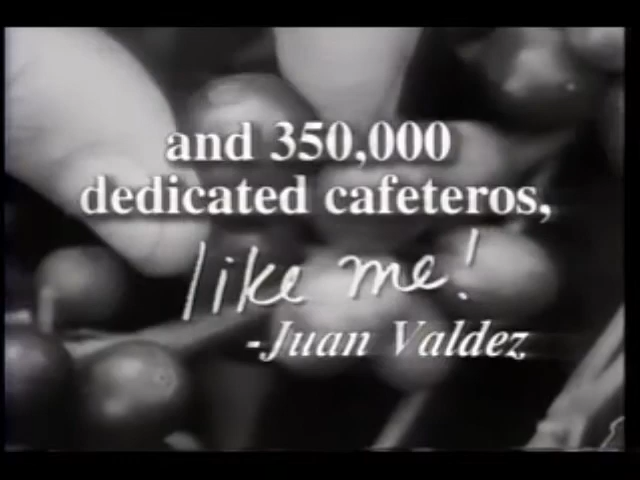 and 350,000
dedicated cafeteros,
like me!
-Juan Valdez